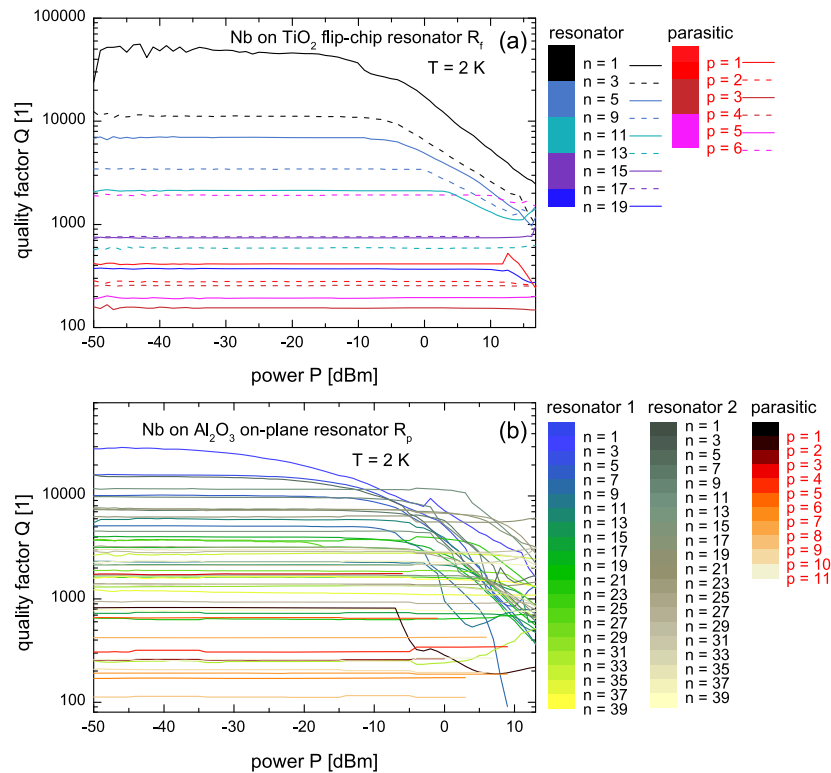 Nb on TiO2 flip-chip resonator Rf
(a)
T = 2 K
quality factor Q [1]
100000
10000
1000
100
-50
-40
-30
-20
-10
0
10
power P [dBm]
resonator
n = 1
n = 3
n = 5
n = 9
n = 11
n = 13
n = 15
n = 17
n = 19
parasitic
p = 1
p = 2
p = 3
p = 4
p = 5
p = 6
Nb on Al2O3 on-plane resonator Rp
(b)
T = 2 K
quality factor Q [1]
10000
1000
100
-50
-40
-30
-20
-10
0
10
power P [dBm]
resonator 1
n = 1
n = 3
n = 5
n = 7
n = 9
n = 11
n = 13
n = 15
n = 17
n = 19
n = 21
n = 23
n = 25
n = 27
n = 29
n = 31
n = 33
n = 35
n = 37
n = 39
resonator 2
n = 1
n = 3
n = 5
n = 7
n = 9
n = 11
n = 13
n = 15
n = 17
n = 19
n = 21
n = 23
n = 25
n = 27
n = 29
n = 31
n = 33
n = 35
n = 37
n = 39
parasitic
p = 1
p = 2
p = 3
p = 4
p = 5
p = 6
p = 7
p = 8
p = 9
p = 10
p = 11